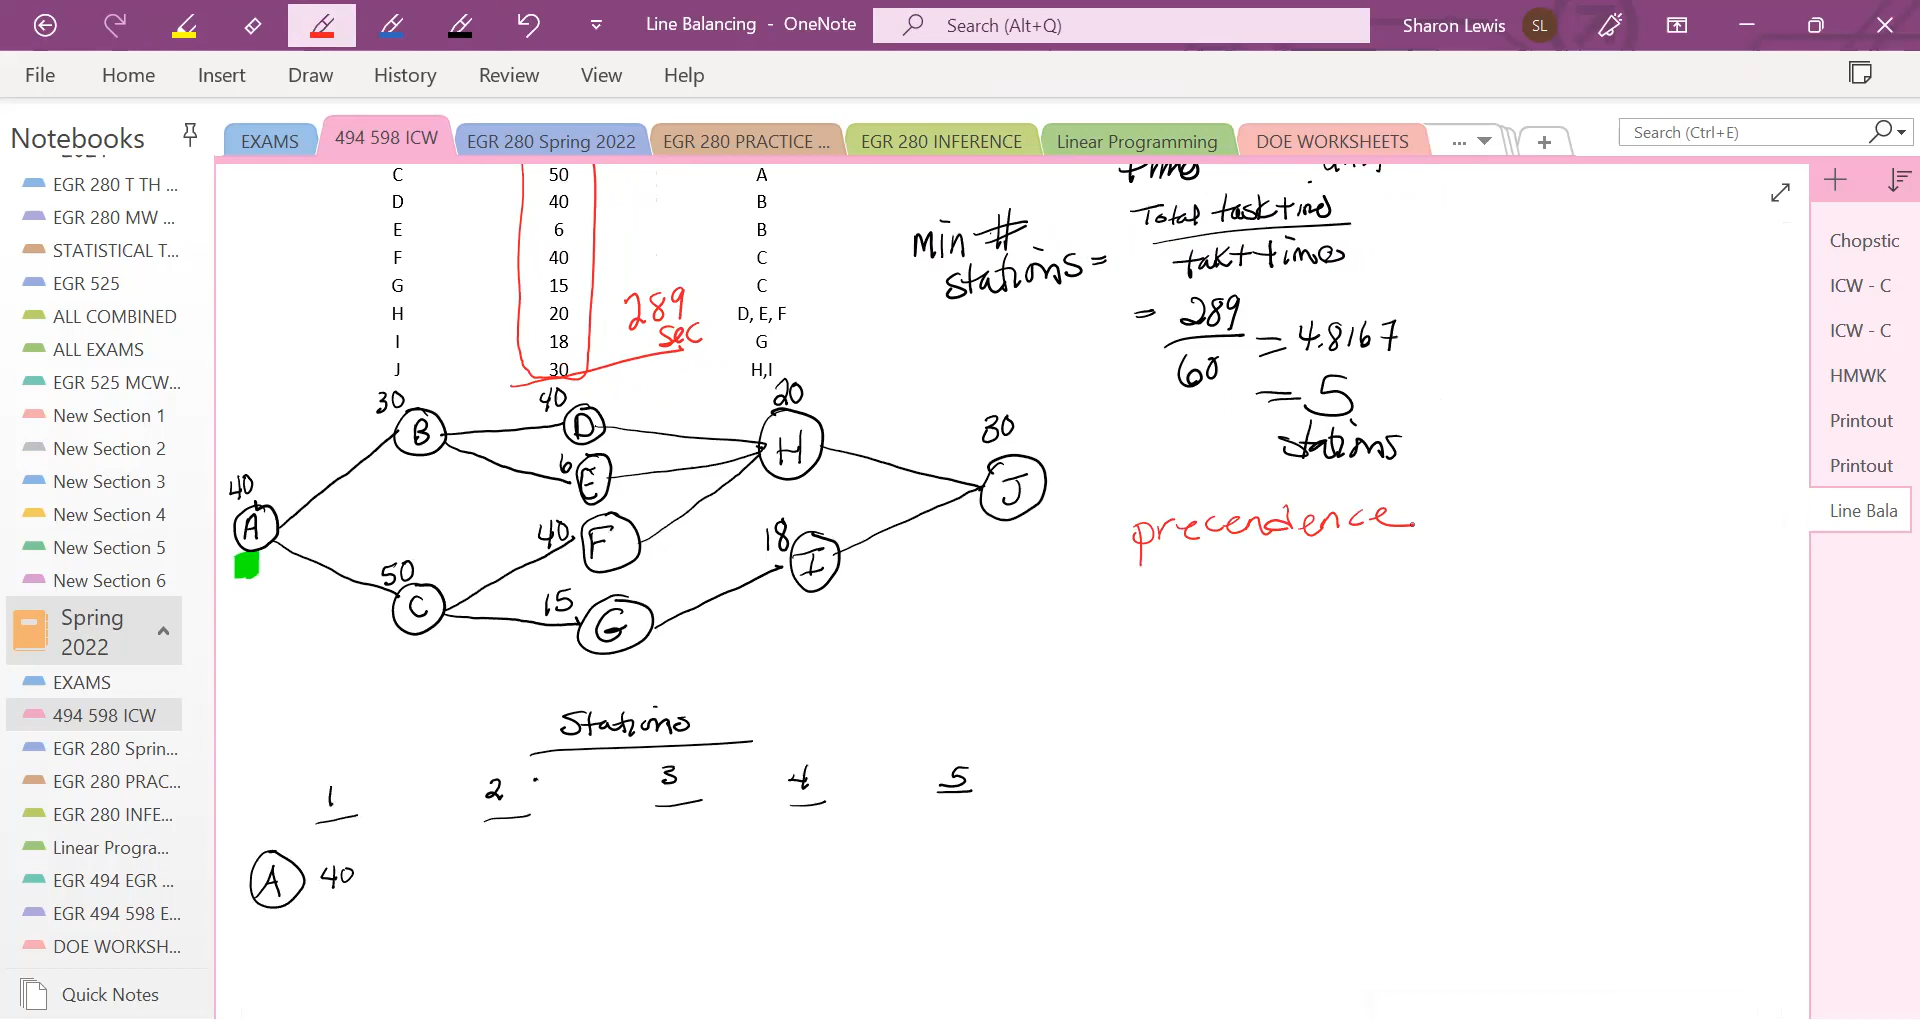 Line Balancing - OneNote
Search (Alt+Q)
Sharon Lewis
SL
File Home Insert Draw History Review View Help
Notebooks
EXAMS
494 598 ICW
EGR 280 Spring 2022
EGR 280 PRACTICE ...
EGR 280 INFERENCE
Linear Programming
DOE WORKSHEETS
...
Search (Ctrl+E)
EGR 280 T TH ...
EGR 280 MW ...
STATISTICAL T...
EGR 525
ALL COMBINED
ALL EXAMS
EGR 525 MCW...
New Section 1
New Section 2
New Section 3
New Section 4
New Section 5
New Section 6
Spring
2022
EXAMS
494 598 ICW
EGR 280 Sprin...
EGR 280 PRAC...
EGR 280 INFE...
Linear Progra...
EGR 494 EGR ...
EGR 494 598 E...
DOE WORKSH...
Quick Notes
C 50 A
D 40 B
E 6 B
F 40 C
G 15 C
H 20 D, E, F
I 18 G
J 30 H,I
289
sec
min #
stations =
Total task time
takt times
= 289
60
= 4.8167
= 5
stations
precendence
40
A
30
B
50
C
40
D
6
E
40
F
15
G
20
H
18
I
30
J
Stations
1 2 3 4 5
A 40
Chopstic
ICW - C
ICW - C
HMWK
Printout
Printout
Line Bala